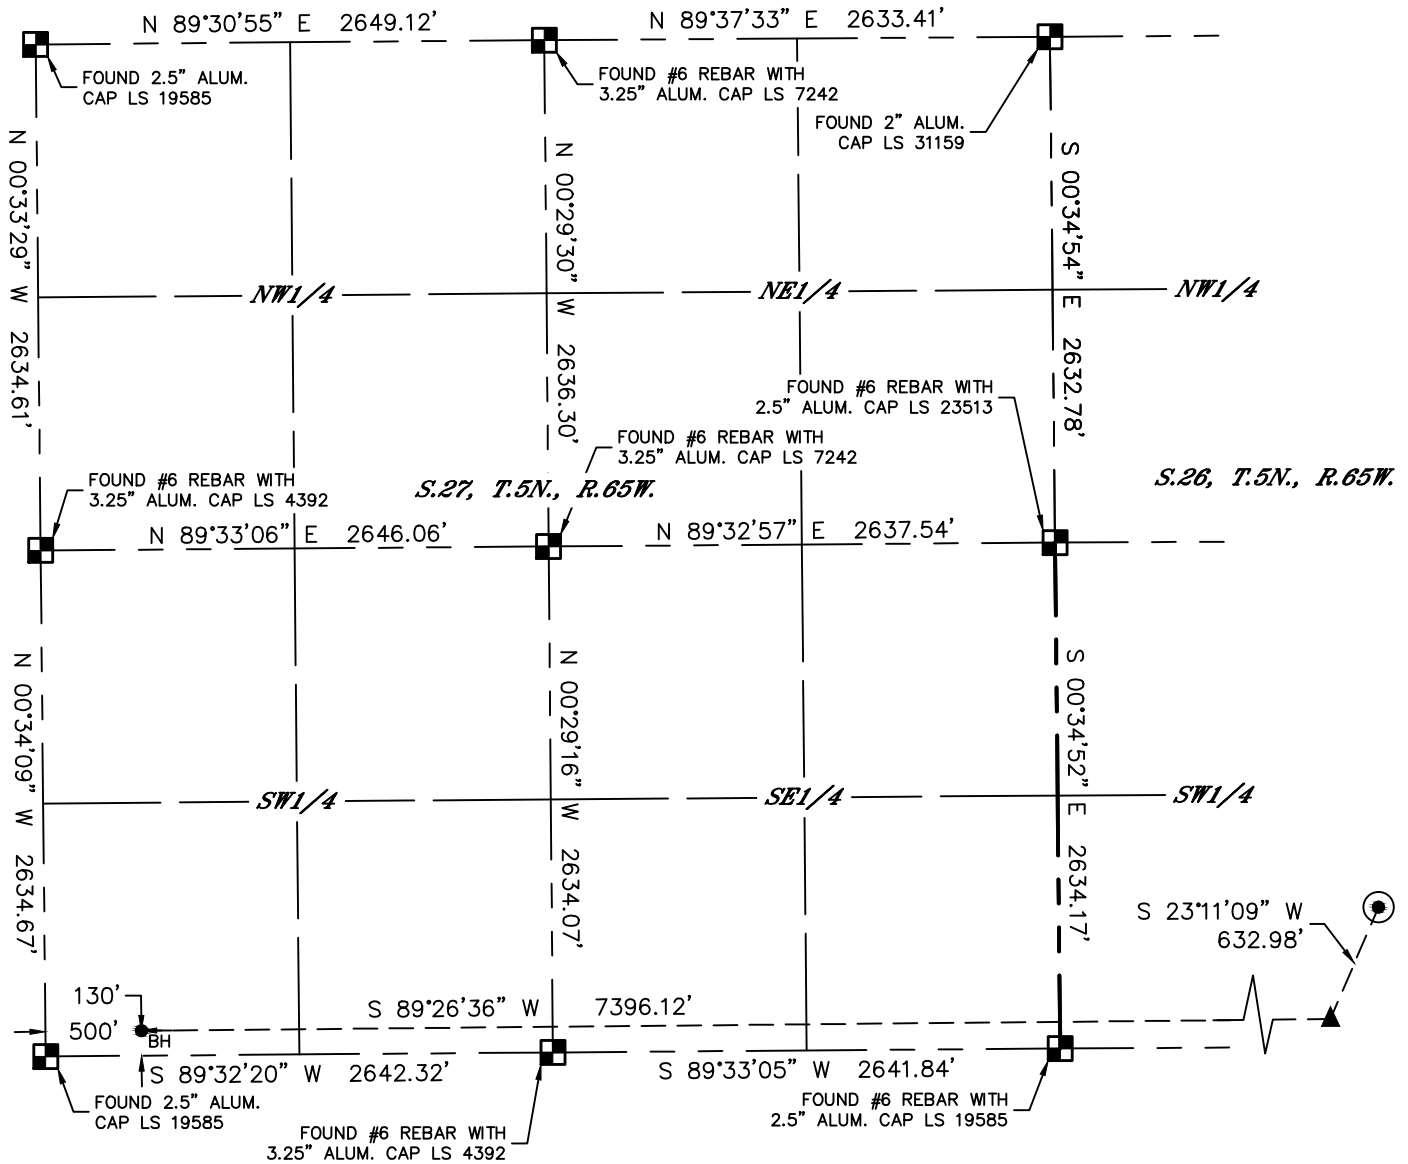 N 89°30'55" E 2649.12'
N 89°37'33" E 2633.41'
FOUND 2.5" ALUM.
CAP LS 19585
FOUND #6 REBAR WITH
3.25" ALUM. CAP LS 7242
FOUND 2" ALUM.
CAP LS 31159
N 00°33'29" W 2634.61'
N 00°29'30" W 2636.30'
S 00°34'54" E 2632.78'
NW1/4
NE1/4
NW1/4
FOUND #6 REBAR WITH
2.5" ALUM. CAP LS 23513
FOUND #6 REBAR WITH
3.25" ALUM. CAP LS 7242
FOUND #6 REBAR WITH
3.25" ALUM. CAP LS 4392
S.27, T.5N., R.65W.
S.26, T.5N., R.65W.
N 89°33'06" E 2646.06'
N 89°32'57" E 2637.54'
N 00°34'09" W 2634.67'
N 00°29'16" W 2634.07'
S 00°34'52" E 2634.17'
SW1/4
SE1/4
SW1/4
S 23°11'09" W
632.98'
130'
500'
BH
S 89°26'36" W 7396.12'
S 89°32'20" W 2642.32'
S 89°33'05" W 2641.84'
FOUND 2.5" ALUM.
CAP LS 19585
FOUND #6 REBAR WITH
3.25" ALUM. CAP LS 4392
FOUND #6 REBAR WITH
2.5" ALUM. CAP LS 19585